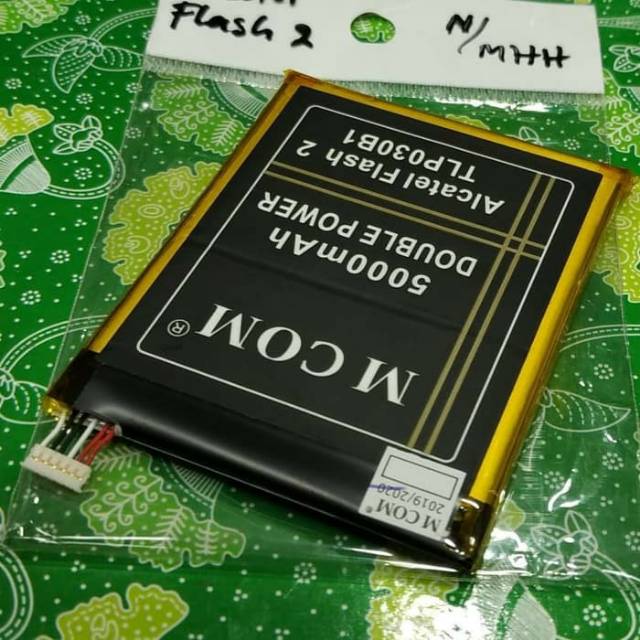 Flash 2
N/MHH
M COM®
5000mAh
DOUBLE POWER
Alcatel Flash 2
TLP030B1
M COM®
2019/2020